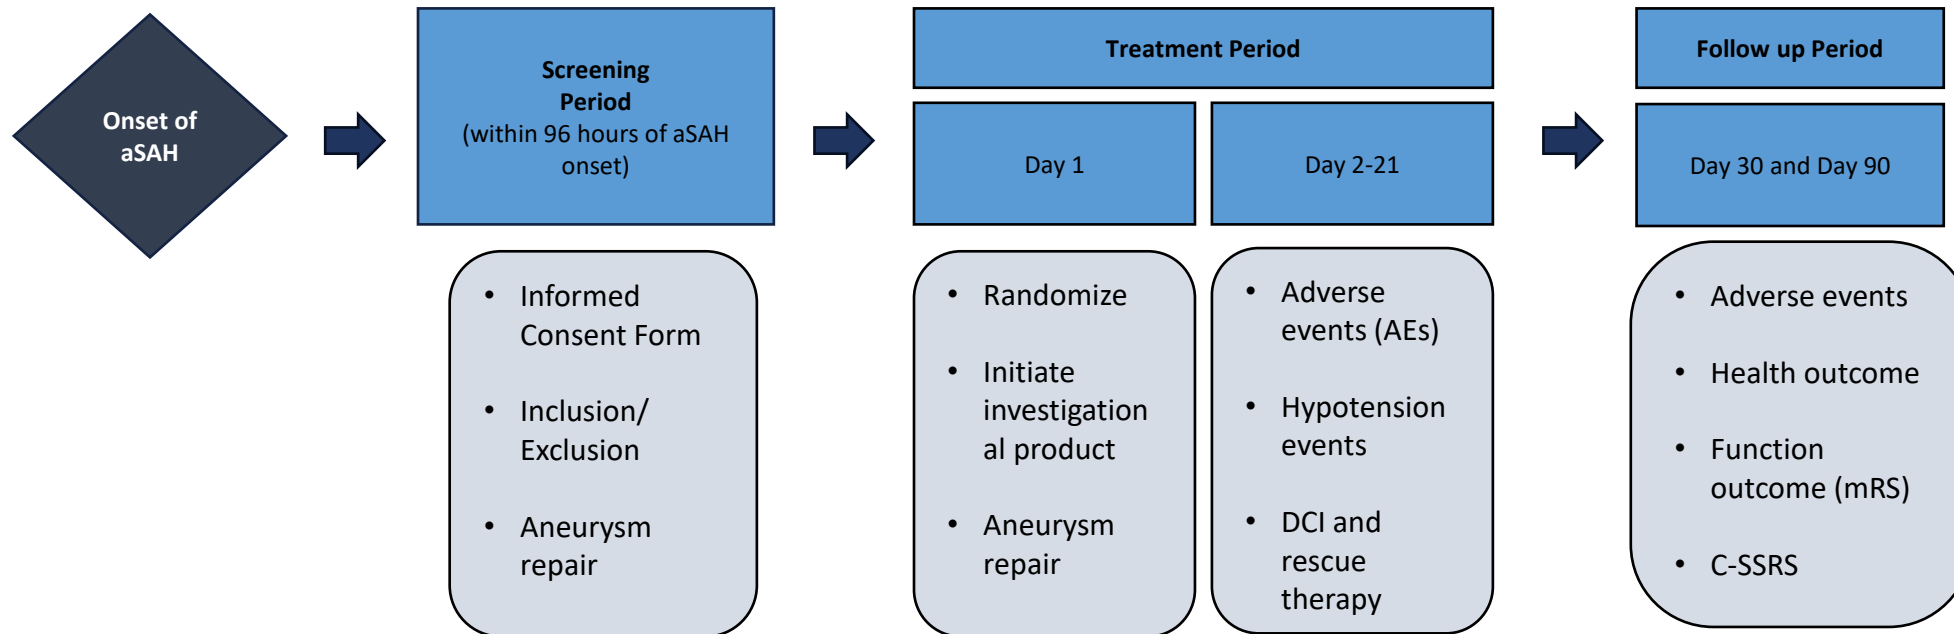 Onset of
aSAH
Screening
Period
(within 96 hours of aSAH
onset)
Treatment Period
Day 1
Day 2-21
Follow up Period
Day 30 and Day 90
• Informed
Consent Form
• Inclusion/
Exclusion
• Aneurysm
repair
• Randomize
• Initiate
investigation
al product
• Aneurysm
repair
• Adverse
events (AEs)
• Hypotension
events
• DCI and
rescue
therapy
• Adverse events
• Health outcome
• Function
outcome (mRS)
• C-SSRS